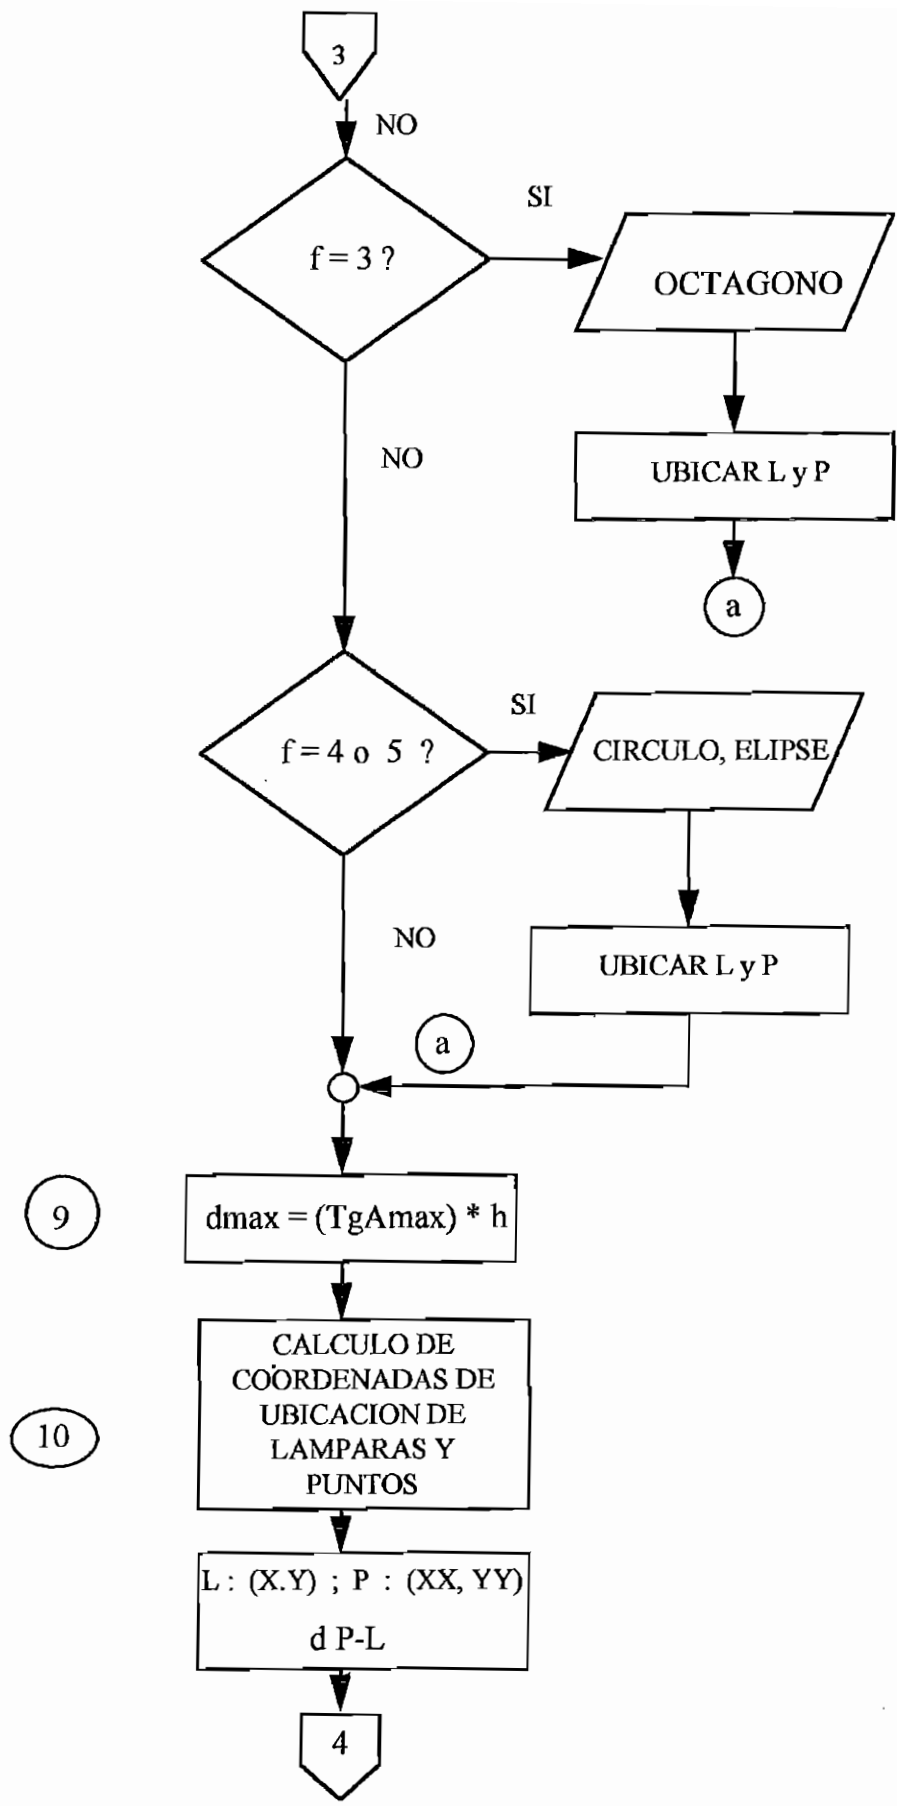 3
NO
SI
f = 3 ?
OCTAGONO
NO
UBICAR L y P
a
SI
f = 4 o 5 ?
CIRCULO, ELIPSE
NO
UBICAR L y P
a
9
dmax = (TgAmax) * h
CALCULO DE
COORDENADAS DE
UBICACION DE
LAMPARAS Y
PUNTOS
10
L : (X.Y) ; P : (XX, YY)
d P-L
4